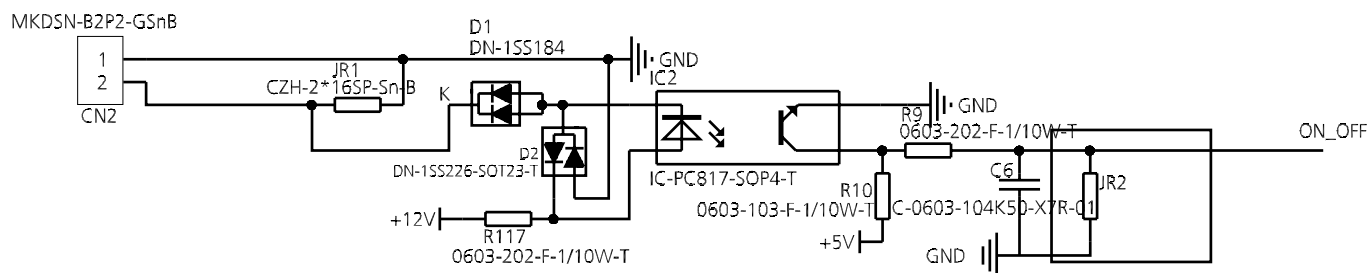 MKDSN-B2P2-GSnB
1
2
CN2
JR1
CZH-2*16SP-Sn-B
D1
DN-1SS184
K
GND
IC2
D2
DN-1SS226-SOT23-T
IC-PC817-SOP4-T
+12V
R117
0603-202-F-1/10W-T
GND
R9
0603-202-F-1/10W-T
ON_OFF
R10
0603-103-F-1/10W-T
+5V
C6
C-0603-104K50-X7R-01
JR2
GND